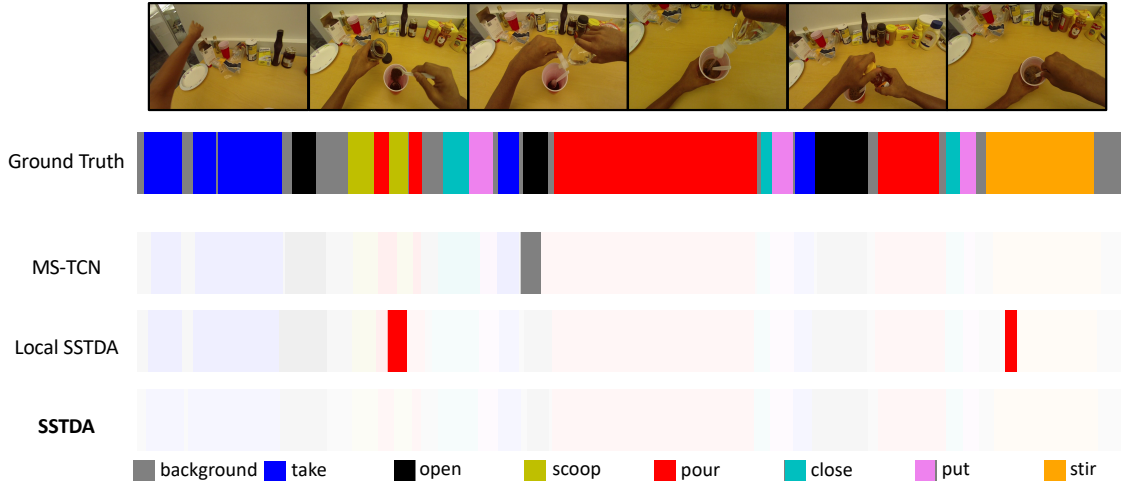 Ground Truth
MS-TCN
Local SSTDA
SSTDA
background take open scoop pour close put stir